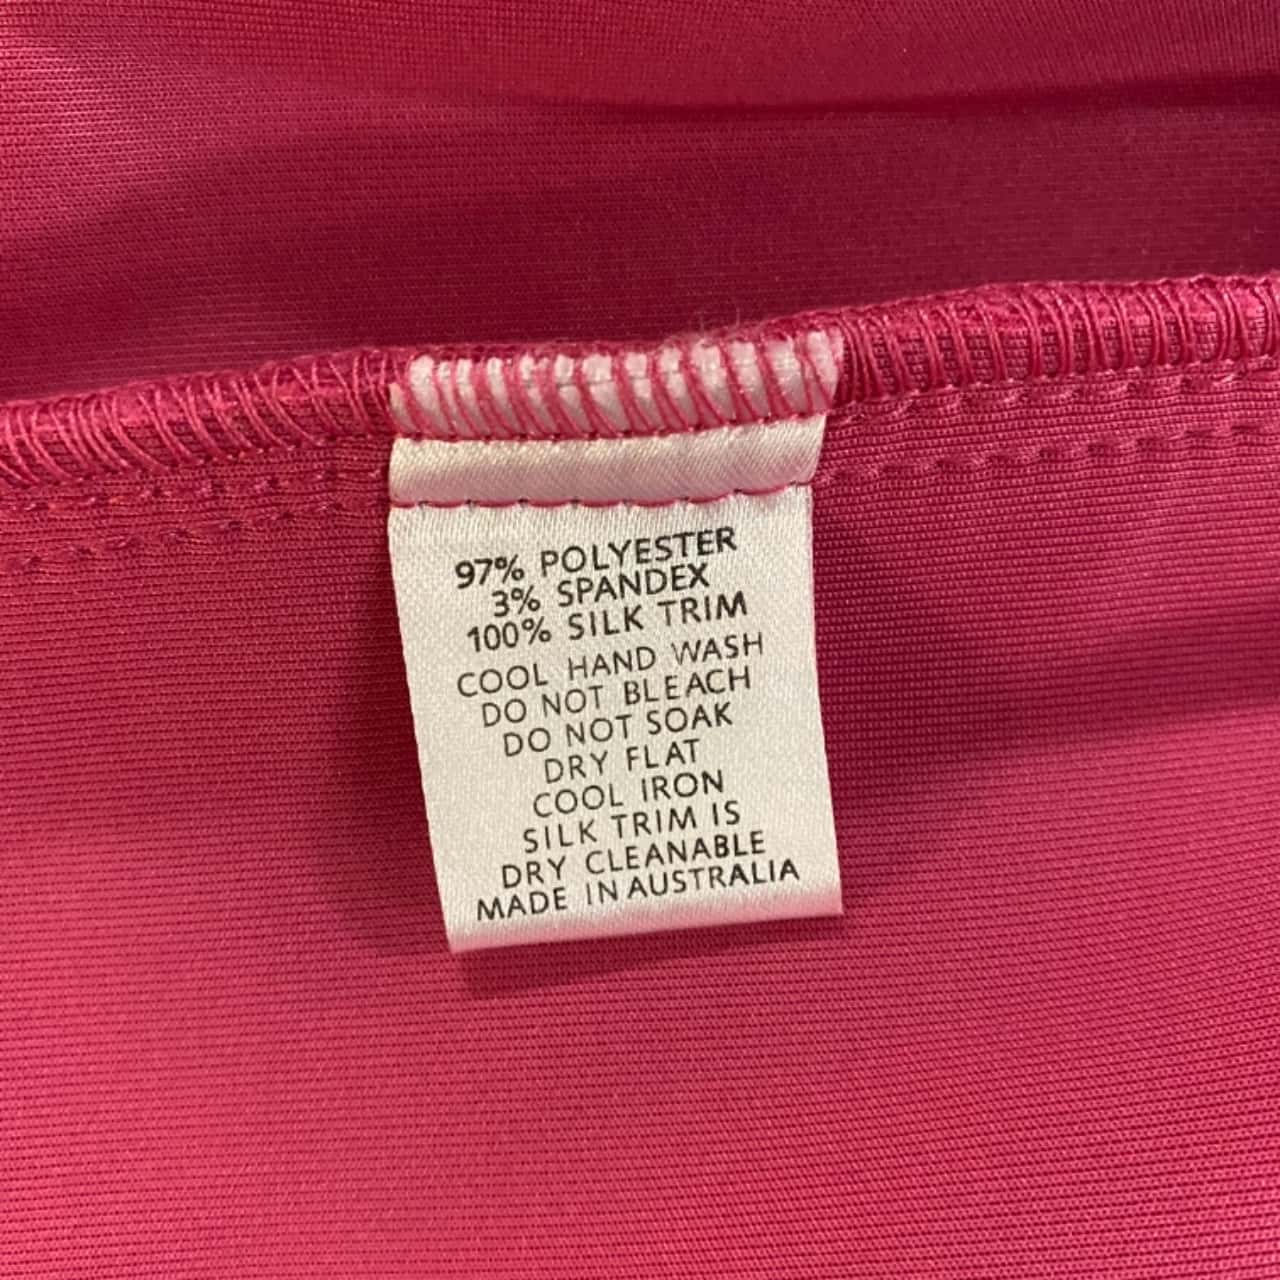 97% POLYESTER
3% SPANDEX
100% SILK TRIM
COOL HAND WASH
DO NOT BLEACH
DO NOT SOAK
DRY FLAT
COOL IRON
SILK TRIM IS
DRY CLEANABLE
MADE IN AUSTRALIA